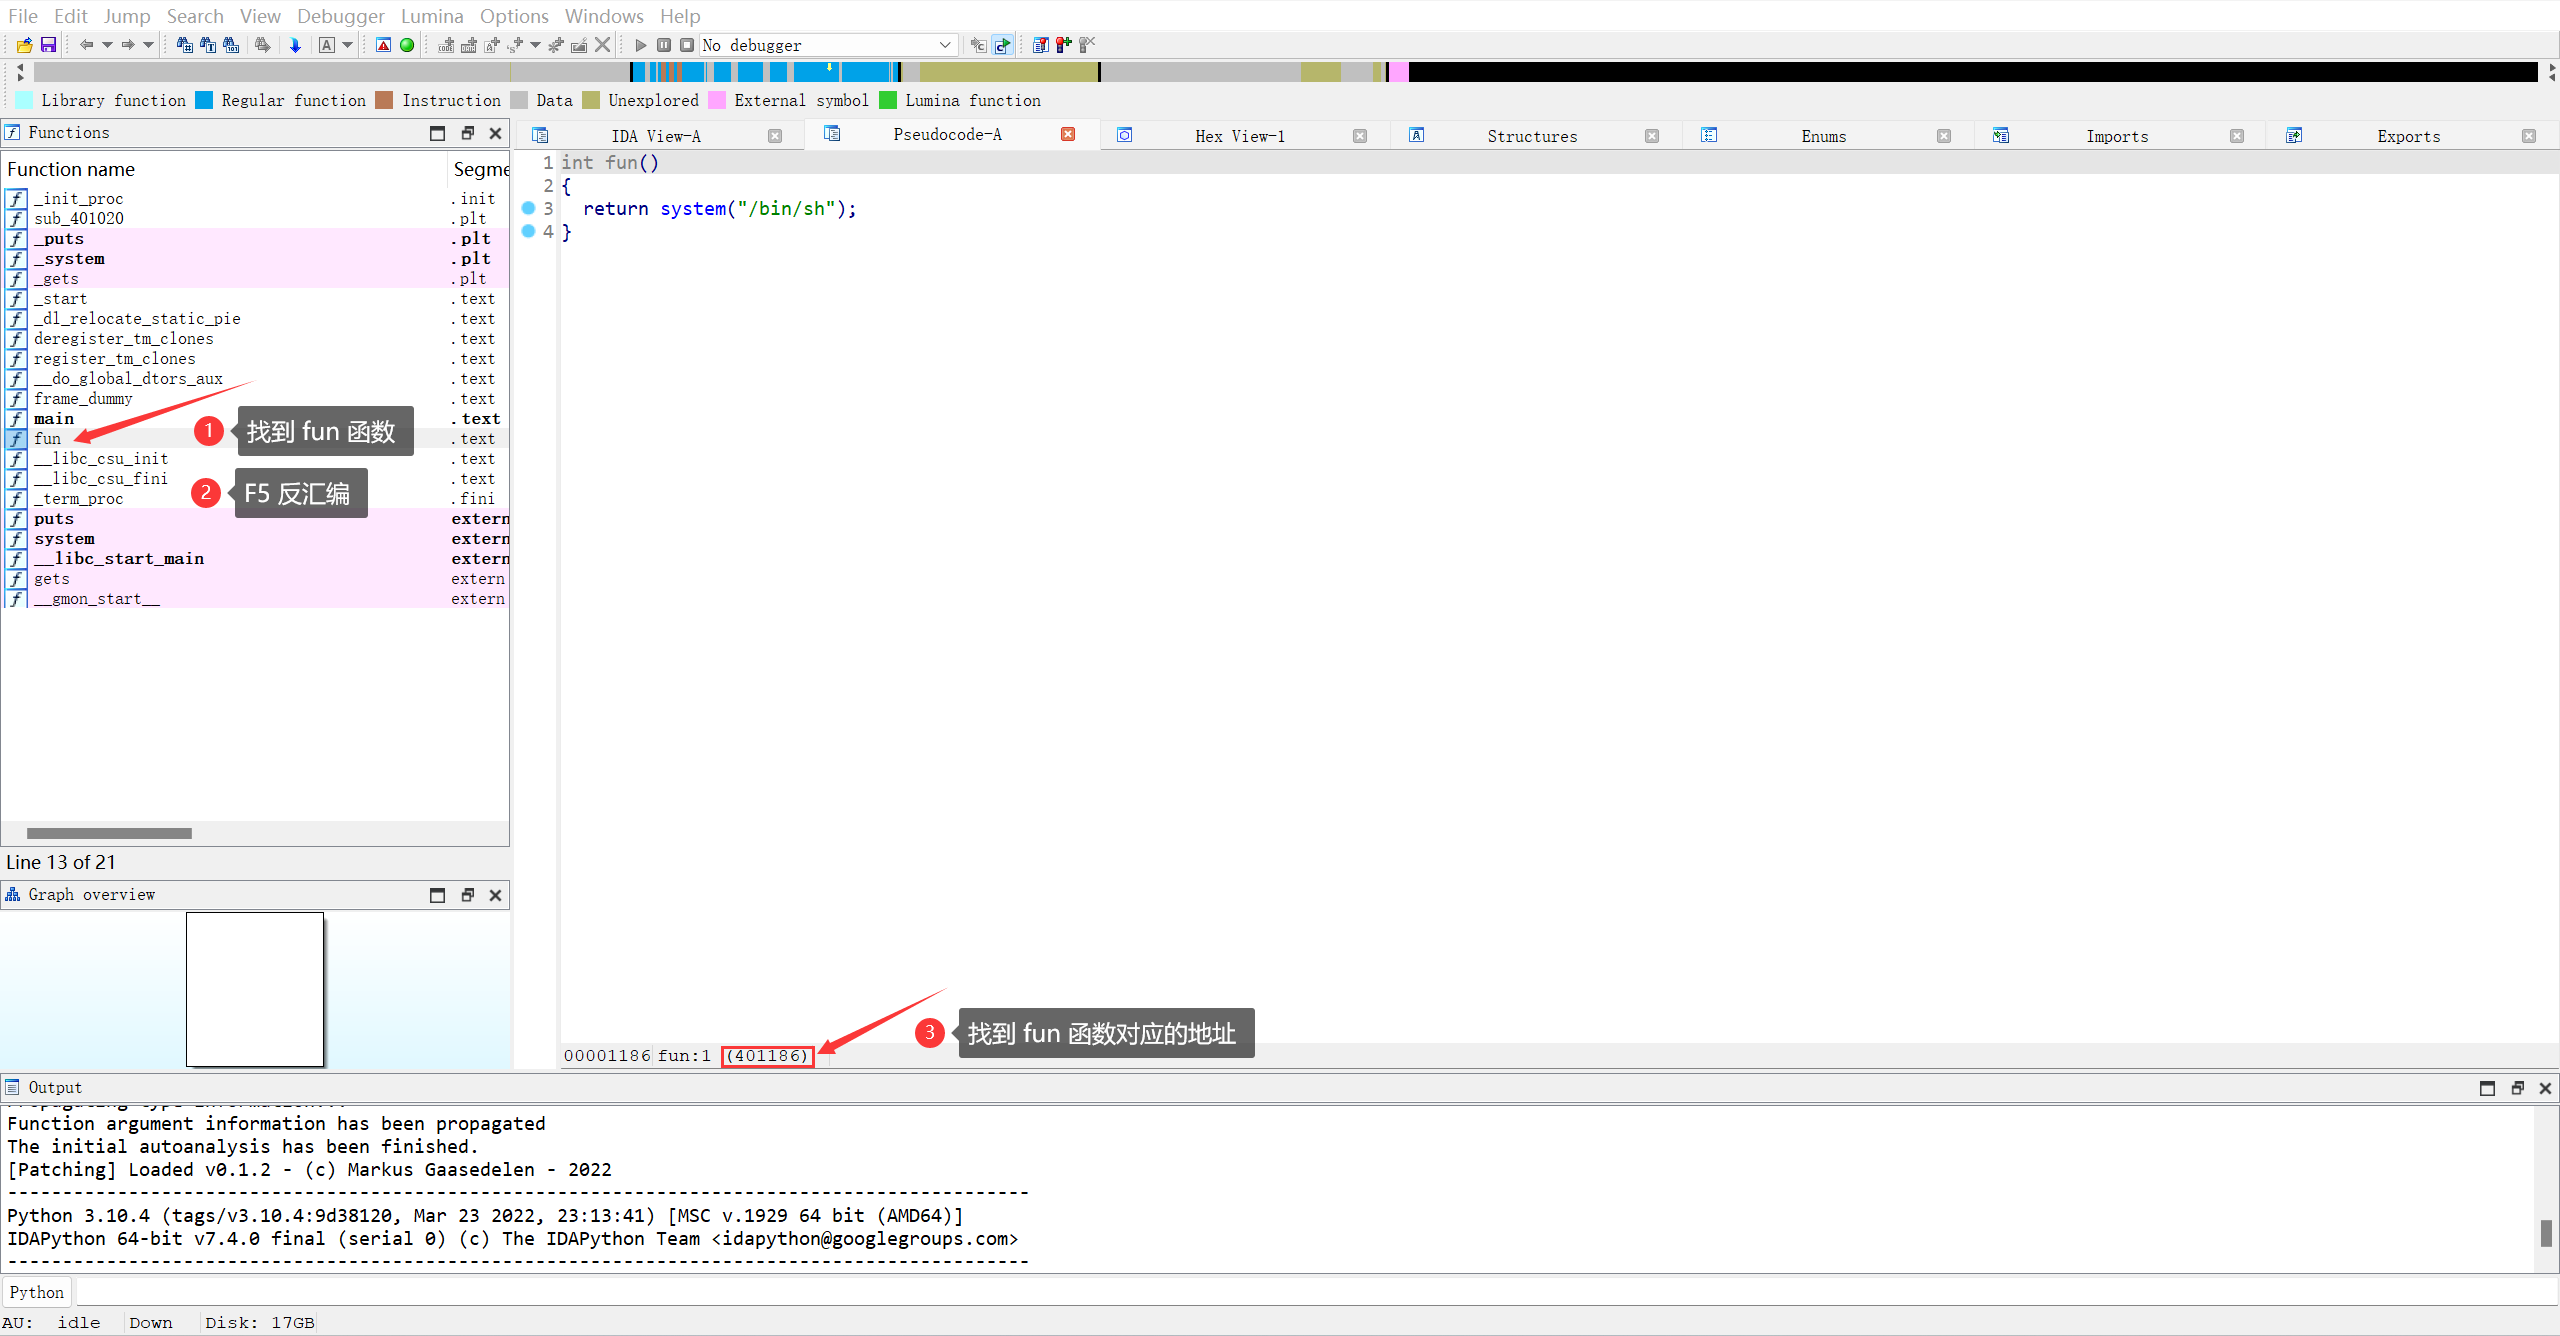 File Edit Jump Search View Debugger Lumina Options Windows Help
No debugger
Library function Regular function Instruction Data Unexplored External symbol Lumina function
Functions
Function name Segme
_init_proc .init
sub_401020 .plt
_puts .plt
_system .plt
_gets .plt
_start .text
_dl_relocate_static_pie .text
deregister_tm_clones .text
register_tm_clones .text
__do_global_dtors_aux .text
frame_dummy .text
main .text
fun .text
__libc_csu_init .text
__libc_csu_fini .text
_term_proc .fini
puts extern
system extern
__libc_start_main extern
gets extern
__gmon_start__ extern
1 找到 fun 函数
2 F5 反汇编
Line 13 of 21
Graph overview
IDA View-A Pseudocode-A Hex View-1 Structures Enums Imports Exports
1 int fun()
2 {
3 return system("/bin/sh");
4 }
3 找到 fun 函数对应的地址
00001186 fun:1 (401186)
Output
Propagating type information...
Function argument information has been propagated
The initial autoanalysis has been finished.
[Patching] Loaded v0.1.2 - (c) Markus Gaasedelen - 2022
---------------------------------------------------------------------------------------------
Python 3.10.4 (tags/v3.10.4:9d38120, Mar 23 2022, 23:13:41) [MSC v.1929 64 bit (AMD64)]
IDAPython 64-bit v7.4.0 final (serial 0) (c) The IDAPython Team <idapython@googlegroups.com>
---------------------------------------------------------------------------------------------
Python
AU: idle Down Disk: 17GB